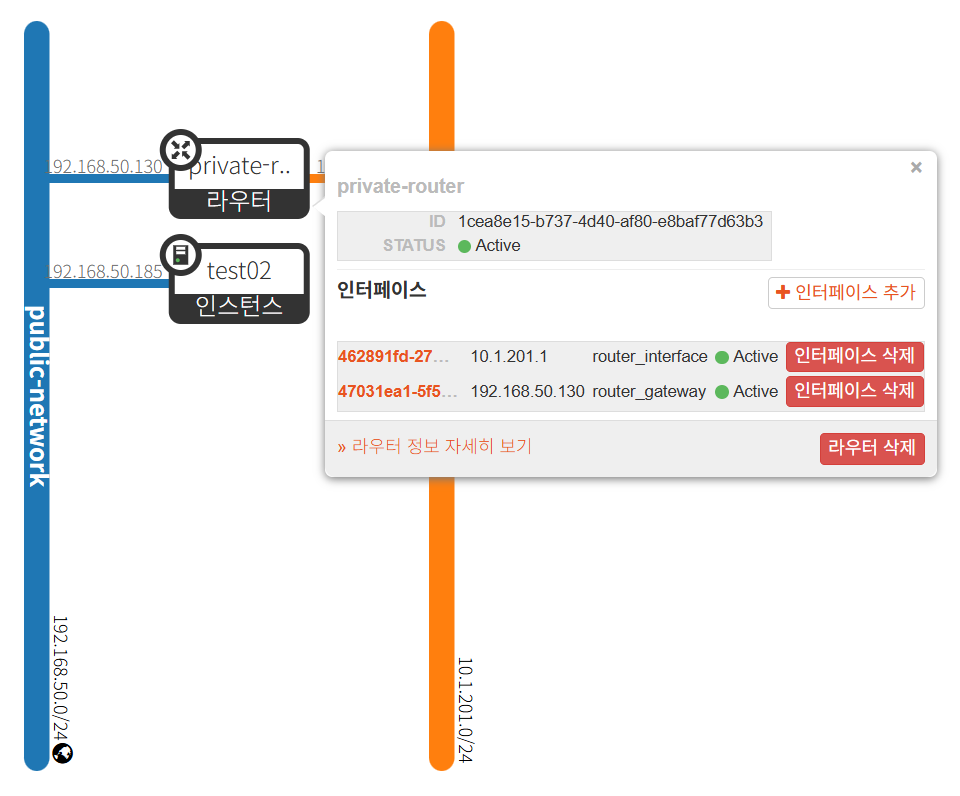 192.168.50.130
private-r..
라우터
192.168.50.185
test02
인스턴스
public-network
192.168.50.0/24
10.1.201.0/24
1
×
private-router
ID 1cea8e15-b737-4d40-af80-e8baf77d63b3
STATUS Active
인터페이스
+ 인터페이스 추가
462891fd-27... 10.1.201.1 router_interface Active 인터페이스 삭제
47031ea1-5f5... 192.168.50.130 router_gateway Active 인터페이스 삭제
» 라우터 정보 자세히 보기
라우터 삭제